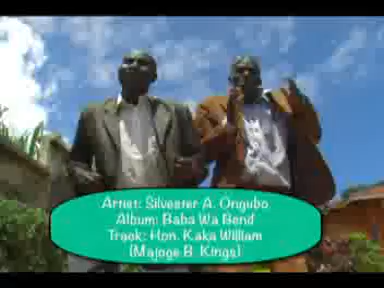 Artist: Silvester A. Ongubo
Album: Baba Wa Bend
Track: Hon. Kaka William
(Majoge B. Kings)